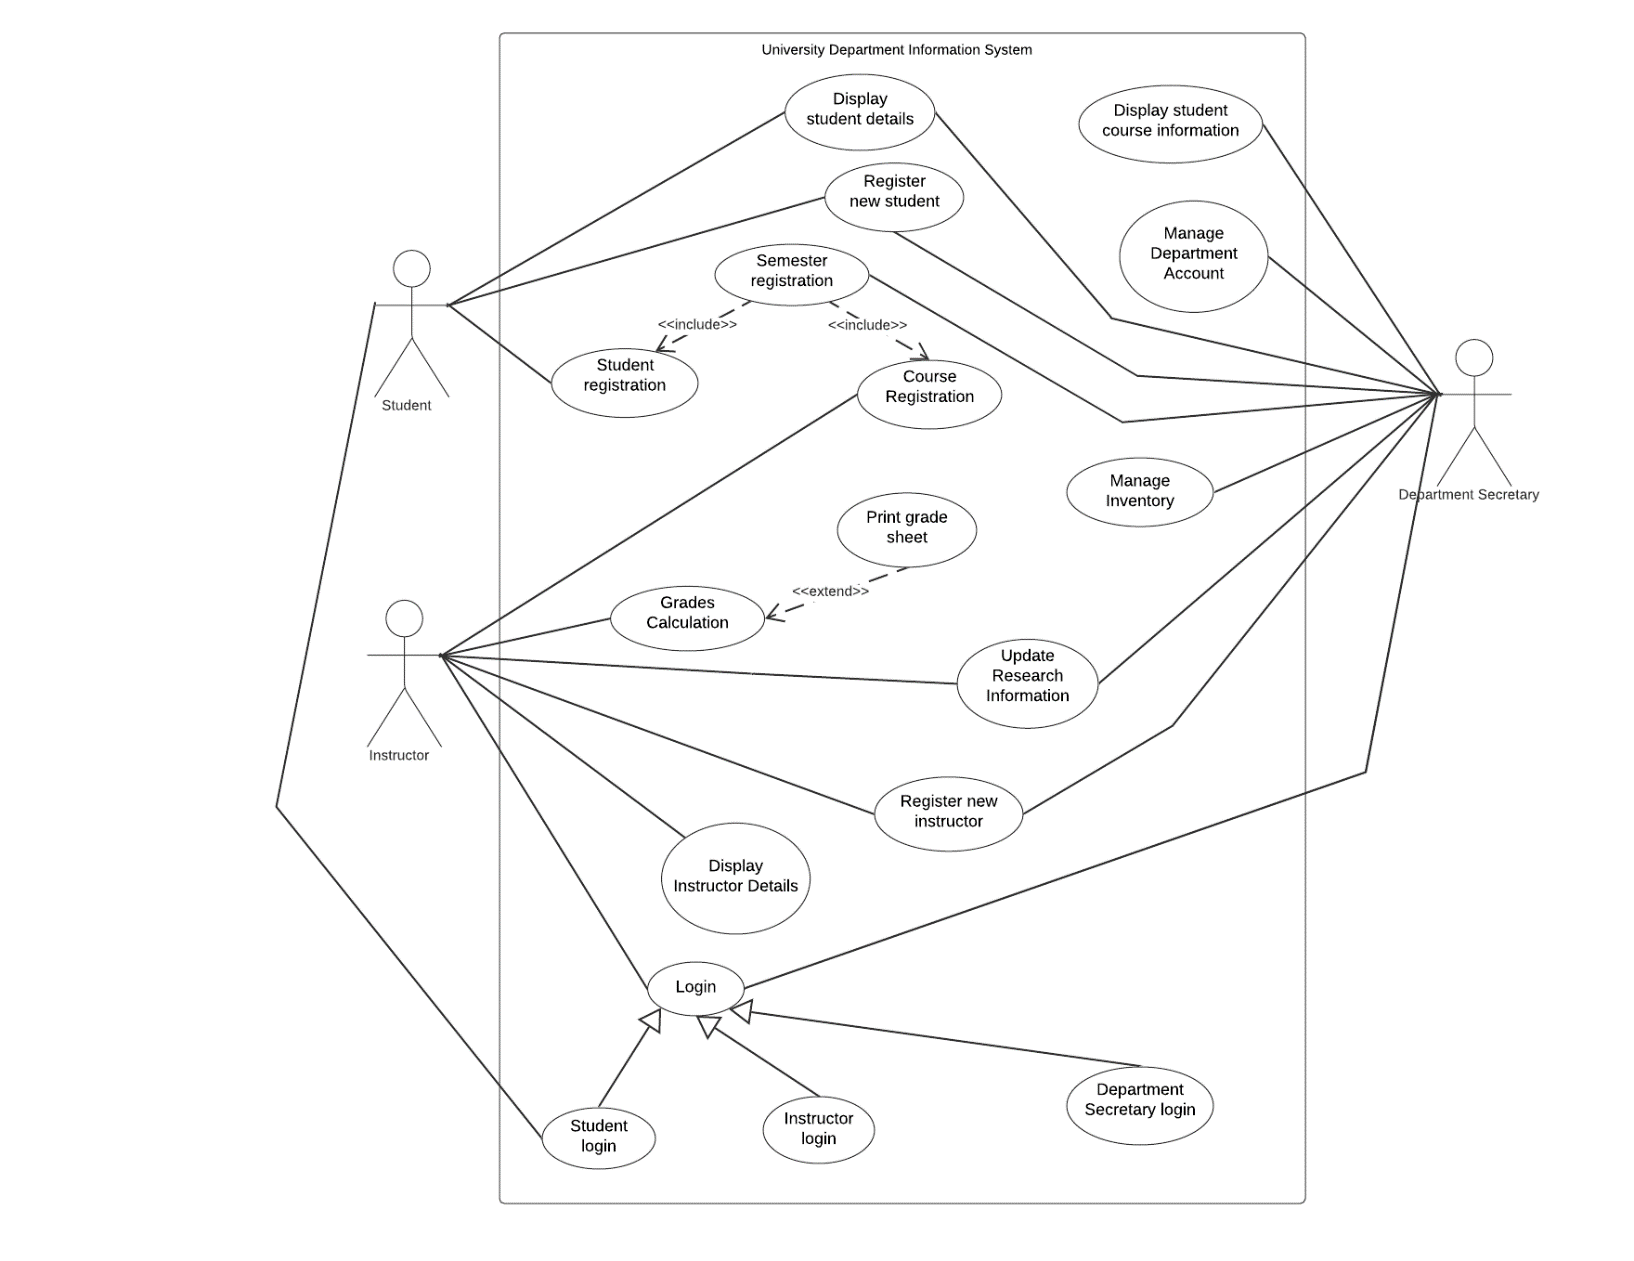 University Department Information System
Display
student details
Display student
course information
Register
new student
Manage
Department
Account
Semester
registration
<<include>>
<<include>>
Student
registration
Course
Registration
Student
Manage
Inventory
Department Secretary
Print grade
sheet
<<extend>>
Grades
Calculation
Update
Research
Information
Instructor
Register new
instructor
Display
Instructor Details
Login
Student
login
Instructor
login
Department
Secretary login